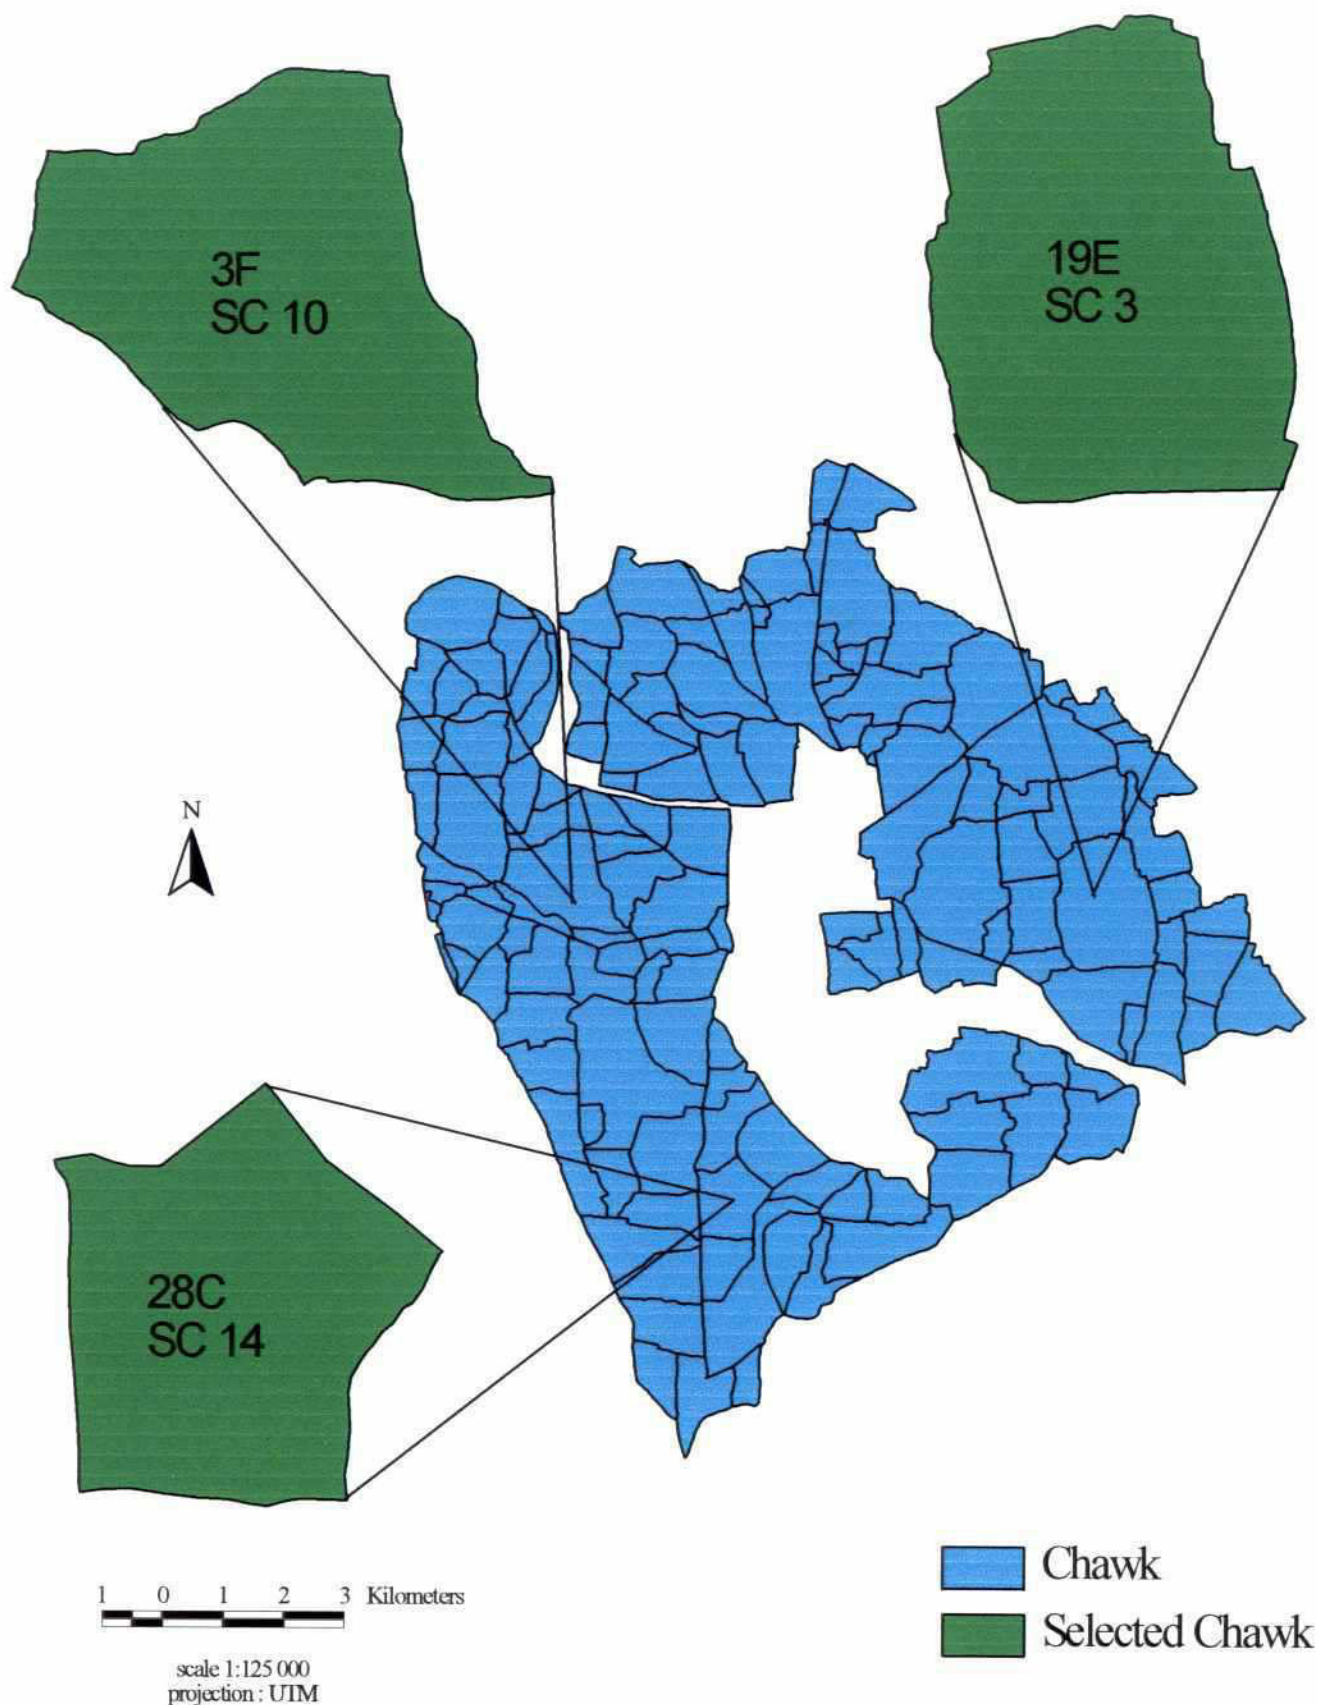 3F
SC 10
19E
SC 3
N
28C
SC 14
1 0 1 2 3 Kilometers
scale 1:125 000
projection : UTM
Chawk
Selected Chawk